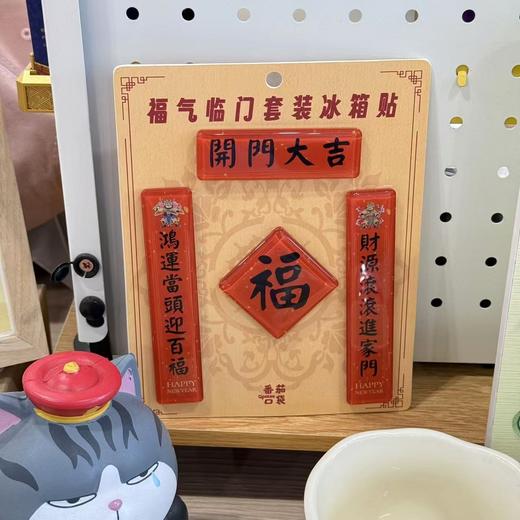 福气临门套装冰箱贴
開門大吉
鴻運當頭迎百福
HAPPY
NEW YEAR
福
財源滾滾進家門
HAPPY
NEW YEAR
番茄
口袋